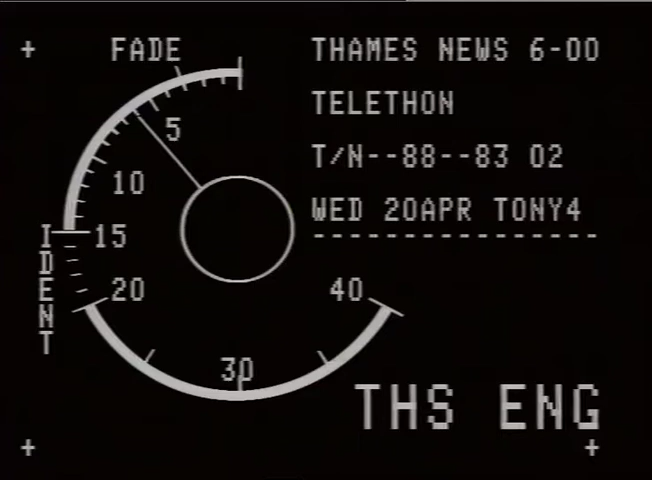 FADE
THAMES NEWS 6-00
TELETHON
T/N--88--83 02
WED 20APR TONY4
----------------
5
10
15
20
30
40
IDENT
THS ENG